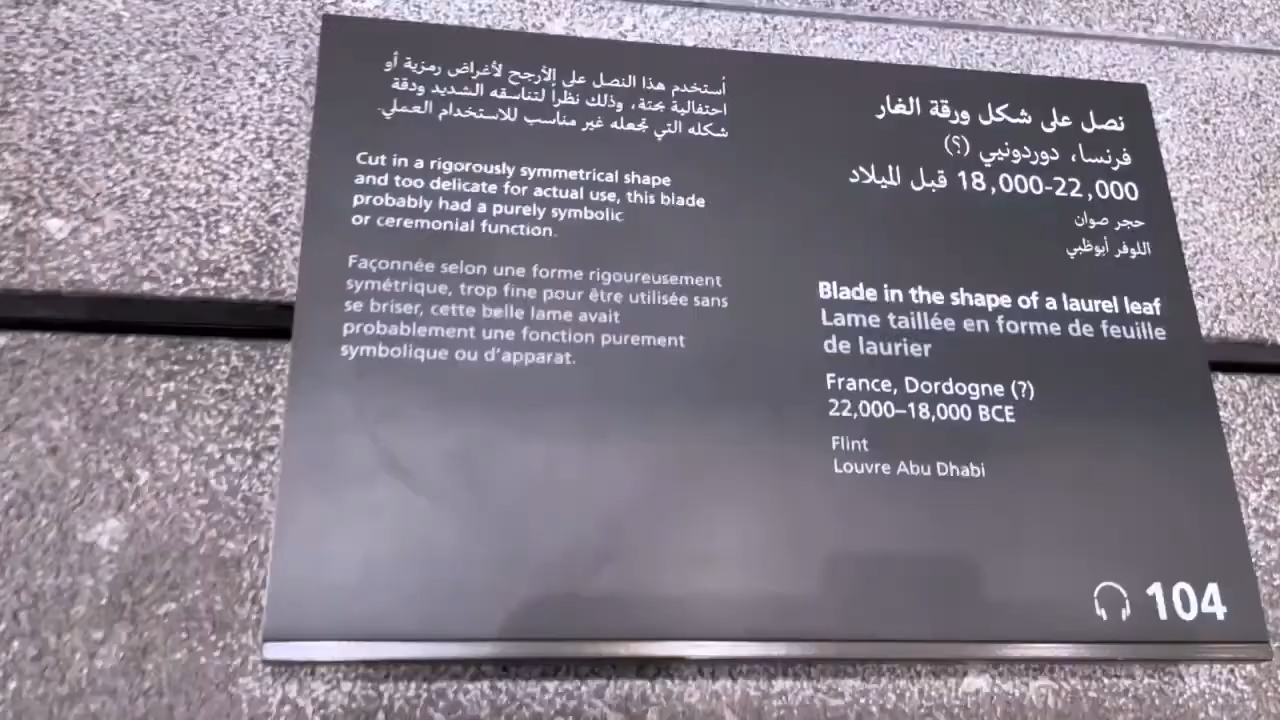 أستخدم هذا النصل على الأرجح لأغراض رمزية أو
احتفالية بحتة، وذلك نظراً لتناسقه الشديد ودقة
شكله التي تجعله غير مناسب للاستخدام العملي.
Cut in a rigorously symmetrical shape
and too delicate for actual use, this blade
probably had a purely symbolic
or ceremonial function.
Façonnée selon une forme rigoureusement
symétrique, trop fine pour être utilisée sans
se briser, cette belle lame avait
probablement une fonction purement
symbolique ou d'apparat.
نصل على شكل ورقة الغار
فرنسا، دوردونيي (؟)
18,000-22,000 قبل الميلاد
حجر صوان
اللوفر أبوظبي
Blade in the shape of a laurel leaf
Lame taillée en forme de feuille
de laurier
France, Dordogne (?)
22,000–18,000 BCE
Flint
Louvre Abu Dhabi
104